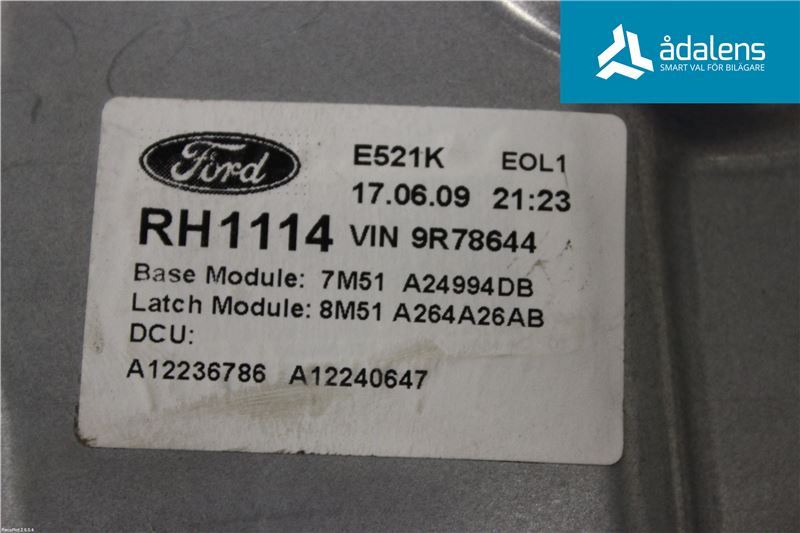 ådalens
SMART VAL FÖR BILÄGARE
Ford
E521K EOL1
17.06.09 21:23
RH1114 VIN 9R78644
Base Module: 7M51 A24994DB
Latch Module: 8M51 A264A26AB
DCU:
A12236786 A12240647